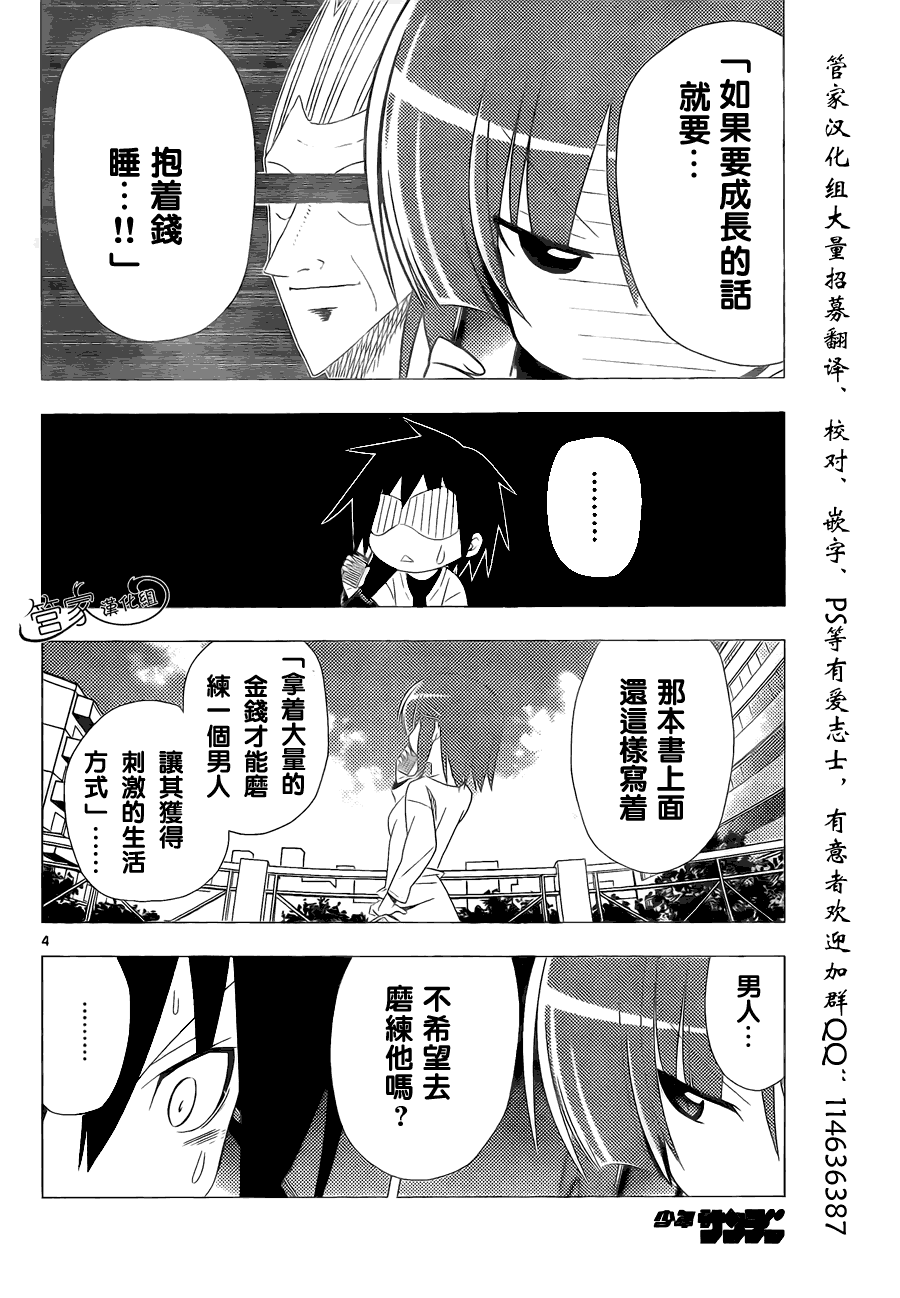 「如果要成長的話
就要…
抱着錢
睡…!!」
………
那本書上面
還這樣寫着
「拿着大量的
金錢才能磨
練一個男人
讓其獲得
刺激的生活
方式」……
男人…
不希望去
磨練他嗎?
………
4
管家漢化組
少年サンデー
管家汉化组大量招募翻译、校对、嵌字、PS等有爱志士，有意者欢迎加群QQ：114636387